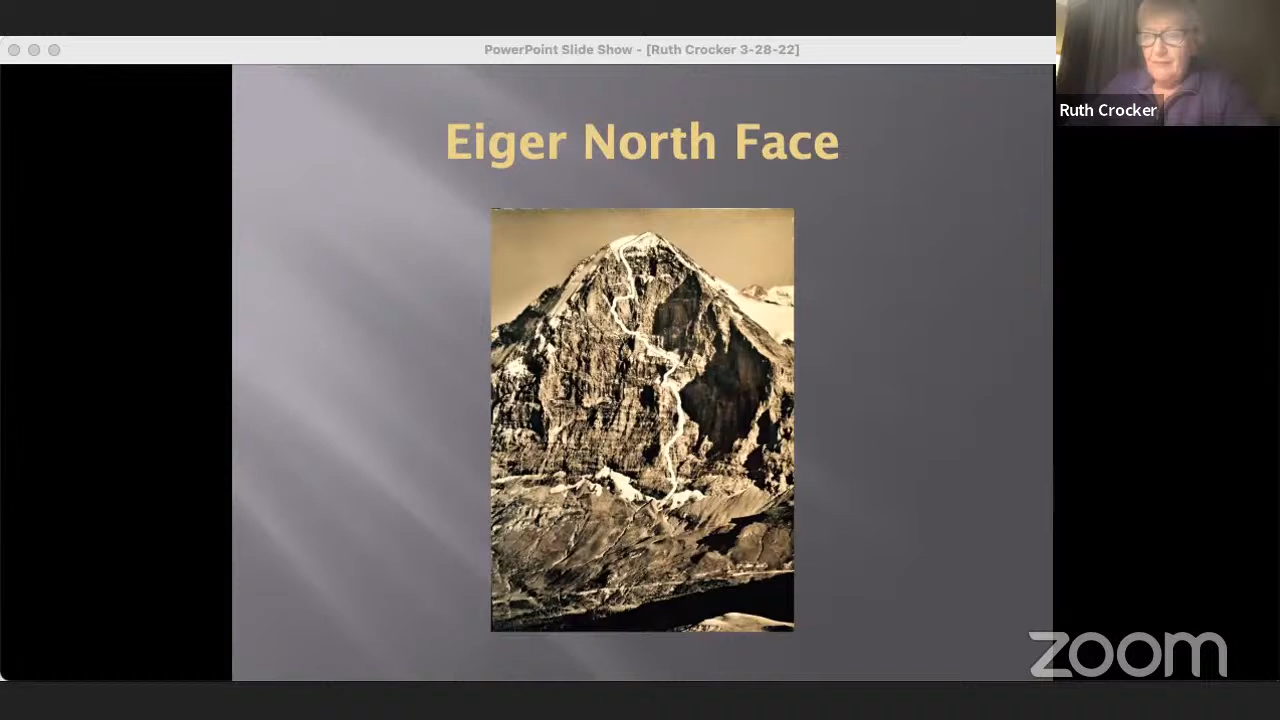 PowerPoint Slide Show - [Ruth Crocker 3-28-22]
Ruth Crocker
Eiger North Face
zoom